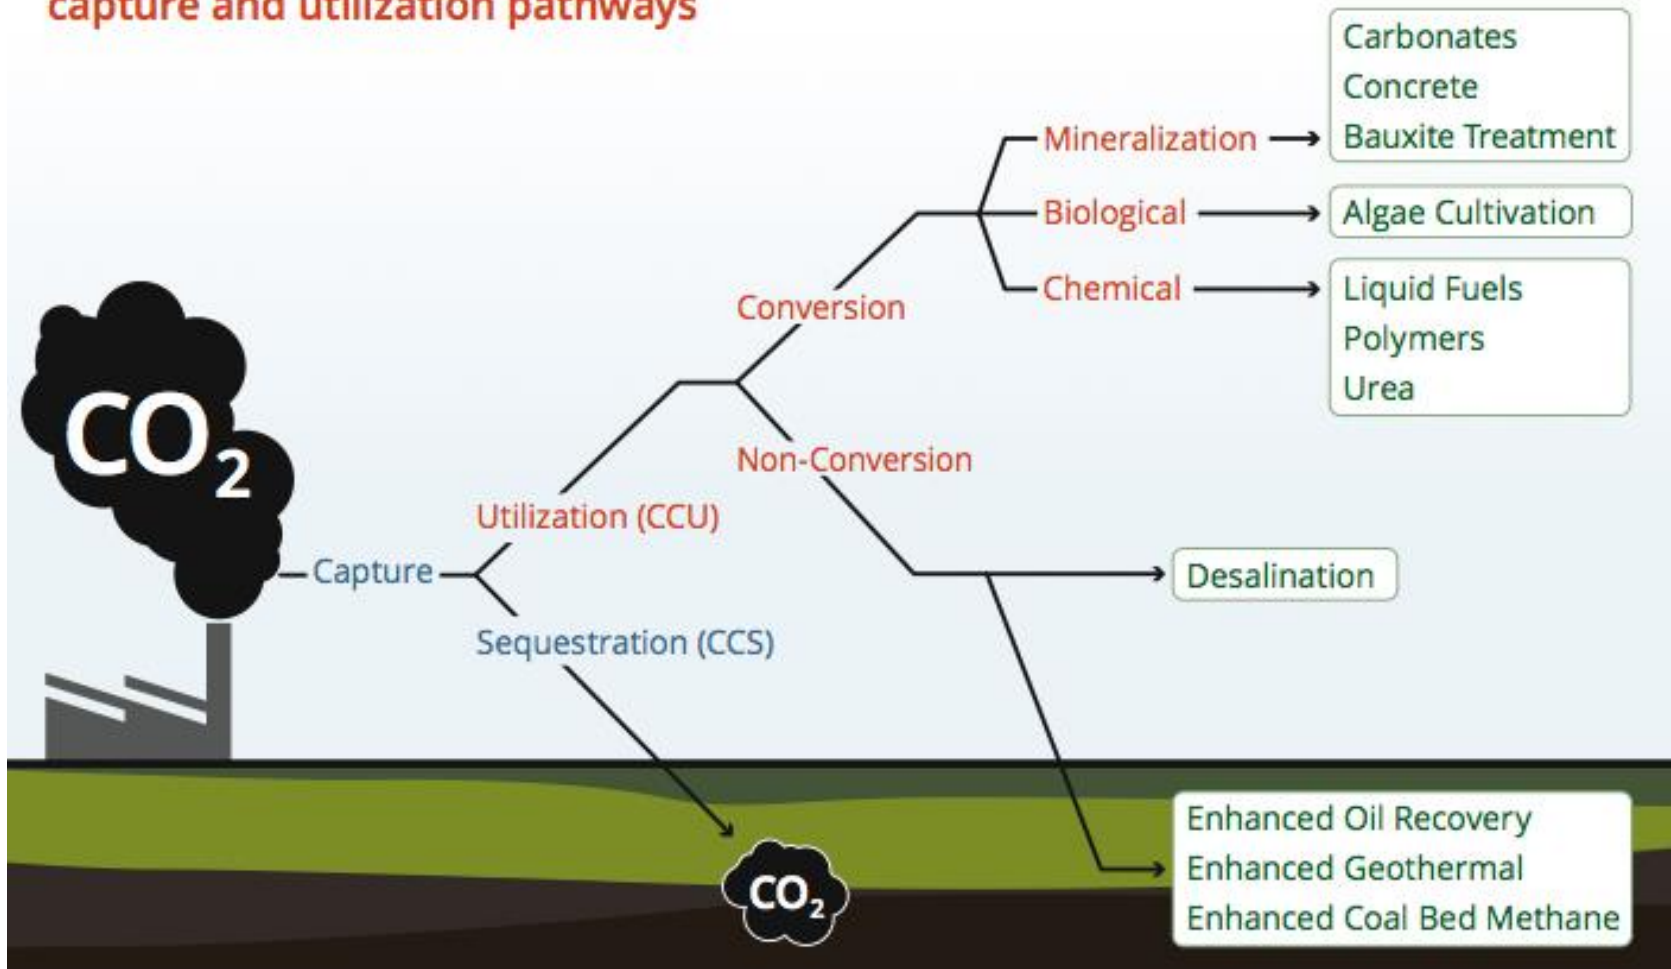 capture and utilization pathways
Carbonates
Concrete
Bauxite Treatment
Mineralization
Biological
Algae Cultivation
Chemical
Liquid Fuels
Polymers
Urea
Conversion
CO₂
Non-Conversion
Utilization (CCU)
Capture
Desalination
Sequestration (CCS)
Enhanced Oil Recovery
Enhanced Geothermal
Enhanced Coal Bed Methane
CO₂